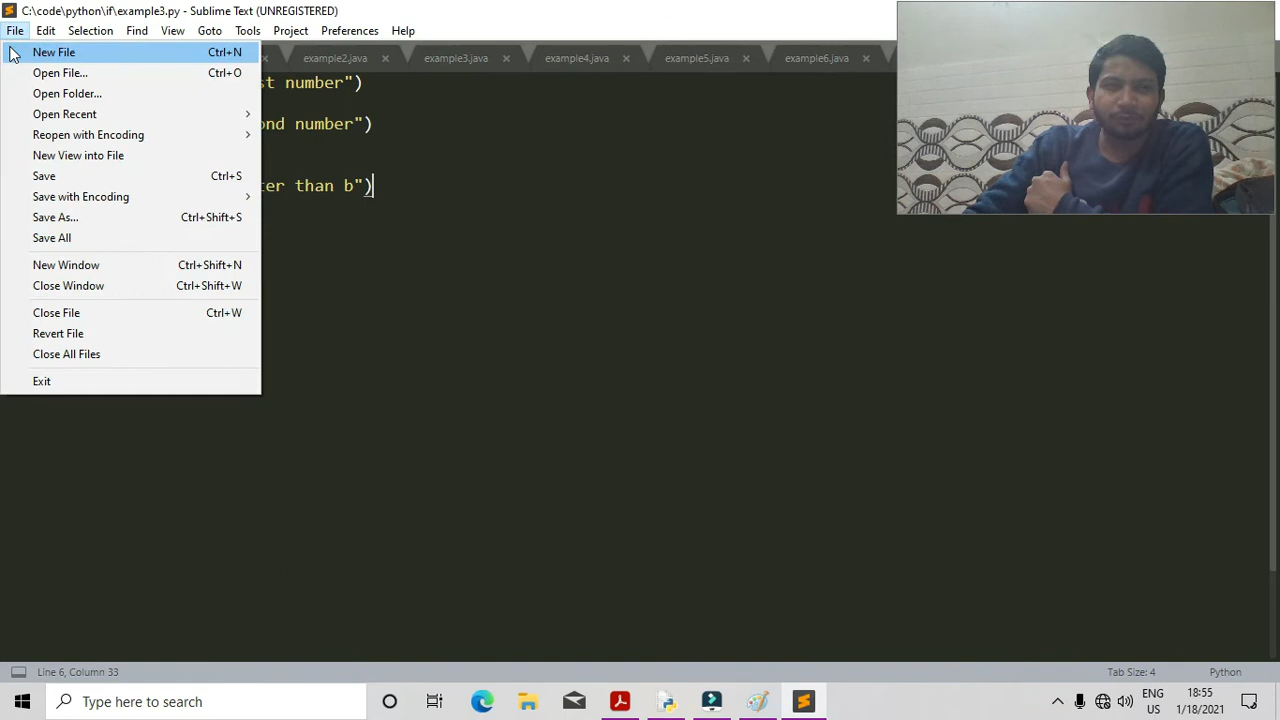 C:\code\python\if\example3.py - Sublime Text (UNREGISTERED)
File Edit Selection Find View Goto Tools Project Preferences Help
New File Ctrl+N
Open File... Ctrl+O
Open Folder...
Open Recent
Reopen with Encoding
New View into File
Save Ctrl+S
Save with Encoding
Save As... Ctrl+Shift+S
Save All
New Window Ctrl+Shift+N
Close Window Ctrl+Shift+W
Close File Ctrl+W
Revert File
Close All Files
Exit
example2.java example3.java example4.java example5.java example6.java
st number")
ond number")
ter than b")
Line 6, Column 33 Tab Size: 4 Python
Type here to search ENG US 18:55 1/18/2021